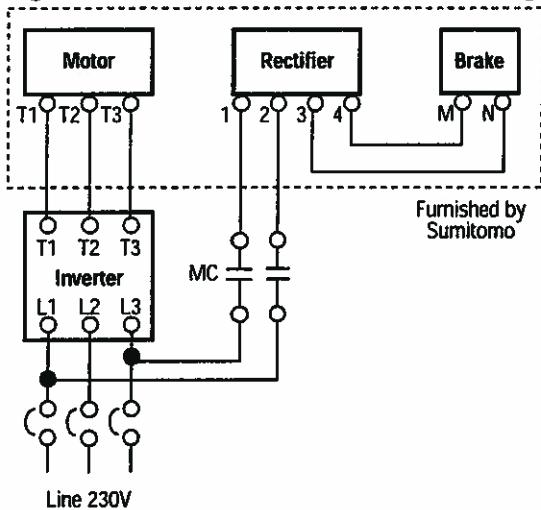 Motor Rectifier Brake
T1 T2 T3 1 2 3 4 M N
Furnished by
Sumitomo
T1 T2 T3
Inverter
MC
L1 L2 L3
Line 230V